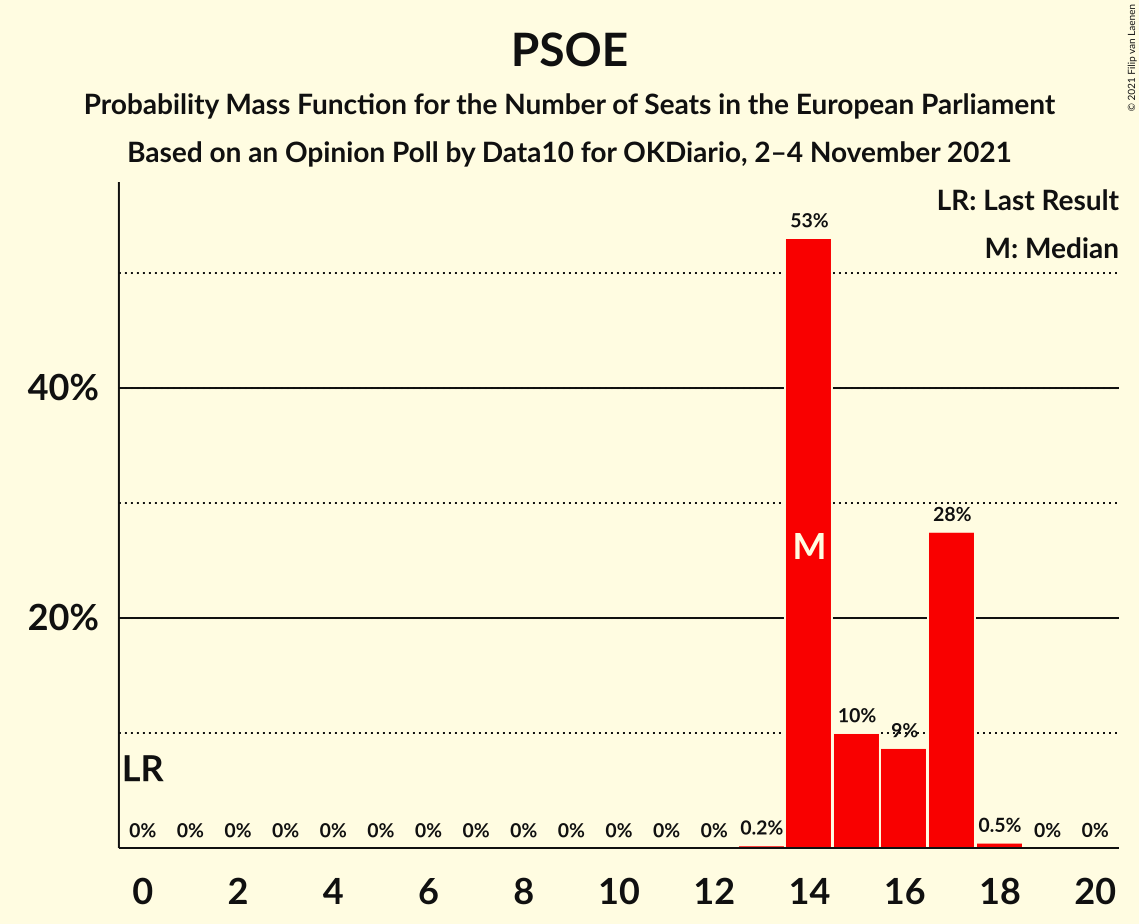 PSOE
Probability Mass Function for the Number of Seats in the European Parliament
Based on an Opinion Poll by Data10 for OKDiario, 2–4 November 2021
© 2021 Filip van Laenen
LR: Last Result
M: Median
40%
20%
53%
28%
10%
9%
M
LR
0% 0% 0% 0% 0% 0% 0% 0% 0% 0% 0% 0% 0% 0.2% 0.5% 0% 0%
0 2 4 6 8 10 12 14 16 18 20